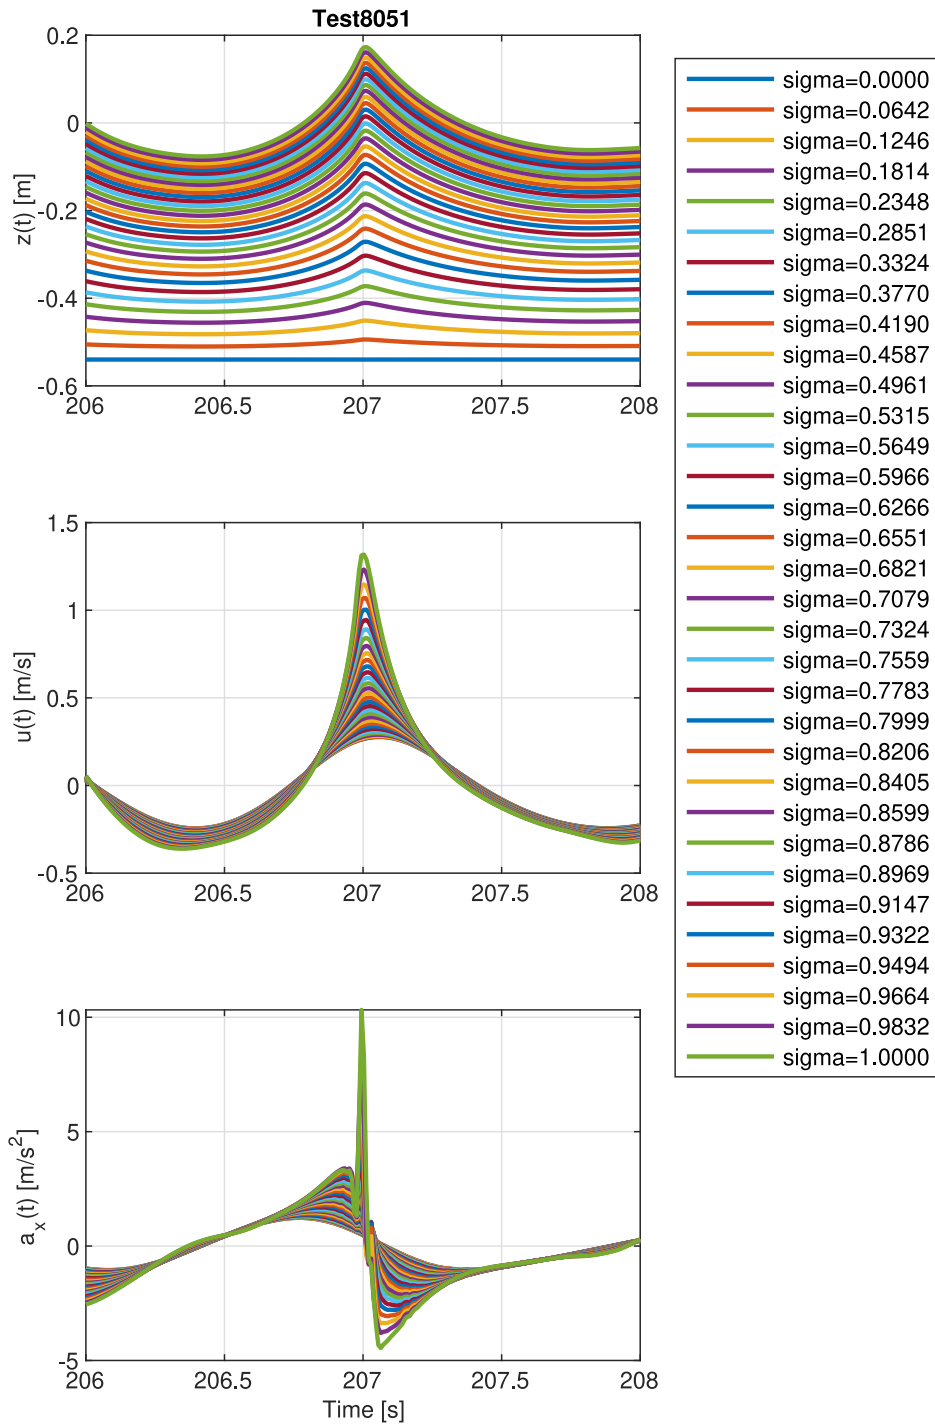 Test8051
0.2
0
-0.2
-0.4
-0.6
z(t) [m]
206
206.5
207
207.5
208
1.5
1
0.5
0
-0.5
u(t) [m/s]
206
206.5
207
207.5
208
10
5
0
-5
a_x(t) [m/s^2]
206
206.5
207
207.5
208
Time [s]
sigma=0.0000
sigma=0.0642
sigma=0.1246
sigma=0.1814
sigma=0.2348
sigma=0.2851
sigma=0.3324
sigma=0.3770
sigma=0.4190
sigma=0.4587
sigma=0.4961
sigma=0.5315
sigma=0.5649
sigma=0.5966
sigma=0.6266
sigma=0.6551
sigma=0.6821
sigma=0.7079
sigma=0.7324
sigma=0.7559
sigma=0.7783
sigma=0.7999
sigma=0.8206
sigma=0.8405
sigma=0.8599
sigma=0.8786
sigma=0.8969
sigma=0.9147
sigma=0.9322
sigma=0.9494
sigma=0.9664
sigma=0.9832
sigma=1.0000